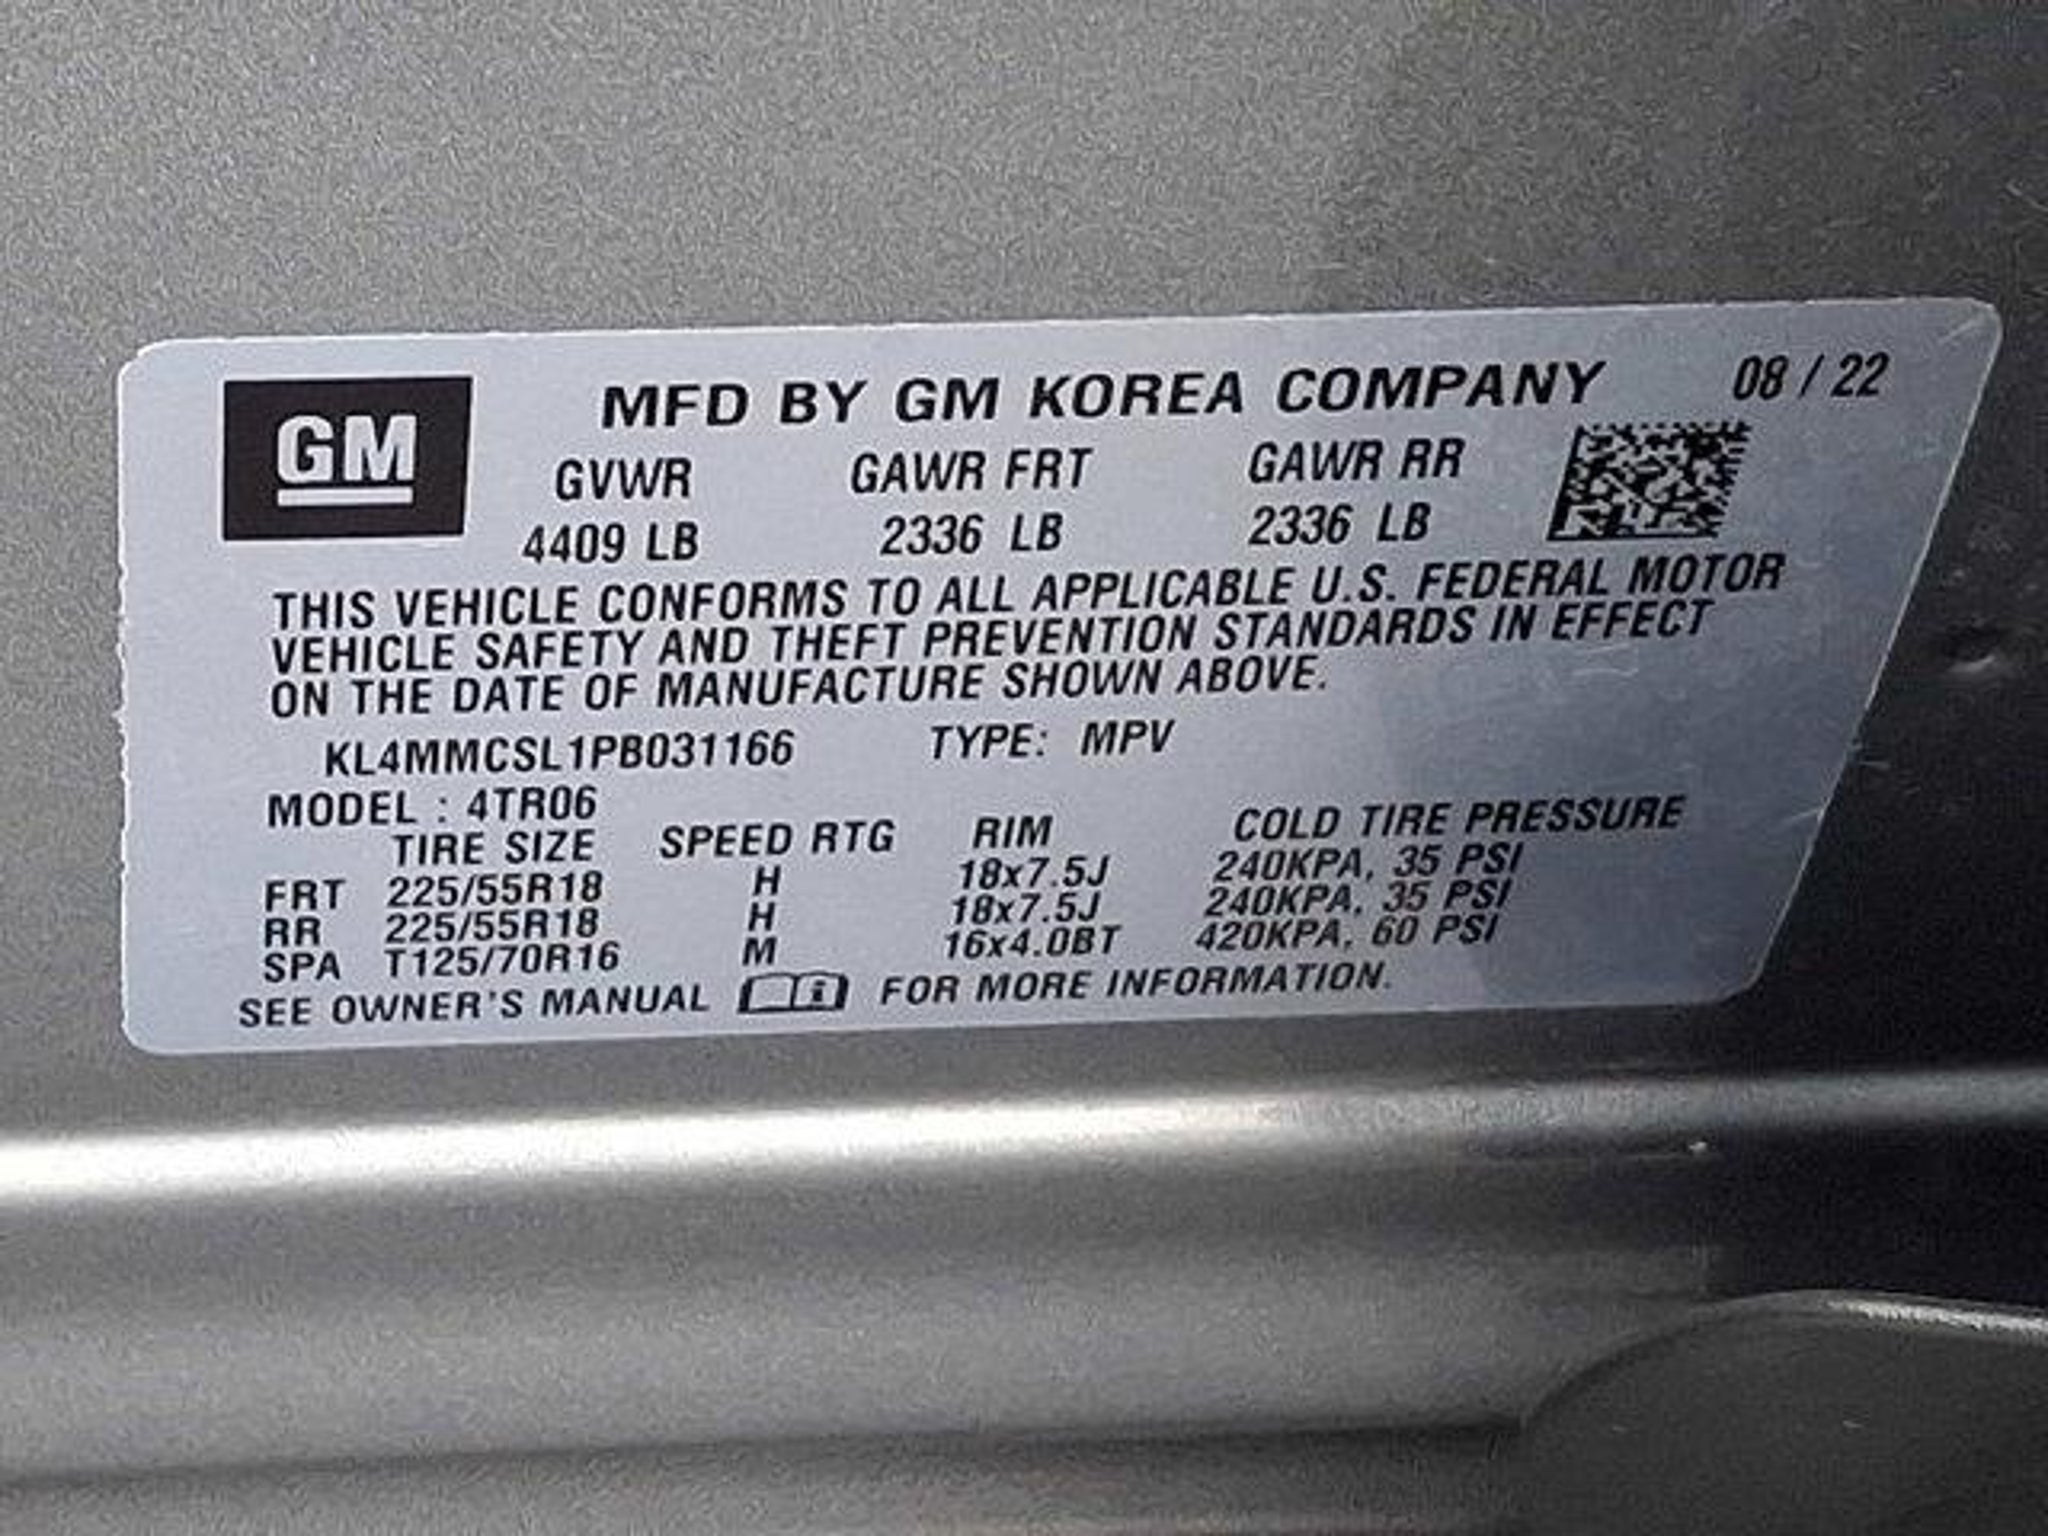 GM
MFD BY GM KOREA COMPANY 08 / 22
GVWR GAWR FRT GAWR RR
4409 LB 2336 LB 2336 LB
THIS VEHICLE CONFORMS TO ALL APPLICABLE U.S. FEDERAL MOTOR
VEHICLE SAFETY AND THEFT PREVENTION STANDARDS IN EFFECT
ON THE DATE OF MANUFACTURE SHOWN ABOVE.
KL4MMCSL1PB031166 TYPE: MPV
MODEL : 4TR06
TIRE SIZE SPEED RTG RIM COLD TIRE PRESSURE
FRT 225/55R18 H 18x7.5J 240KPA, 35 PSI
RR 225/55R18 H 18x7.5J 240KPA, 35 PSI
SPA T125/70R16 M 16x4.0BT 420KPA, 60 PSI
SEE OWNER'S MANUAL FOR MORE INFORMATION.